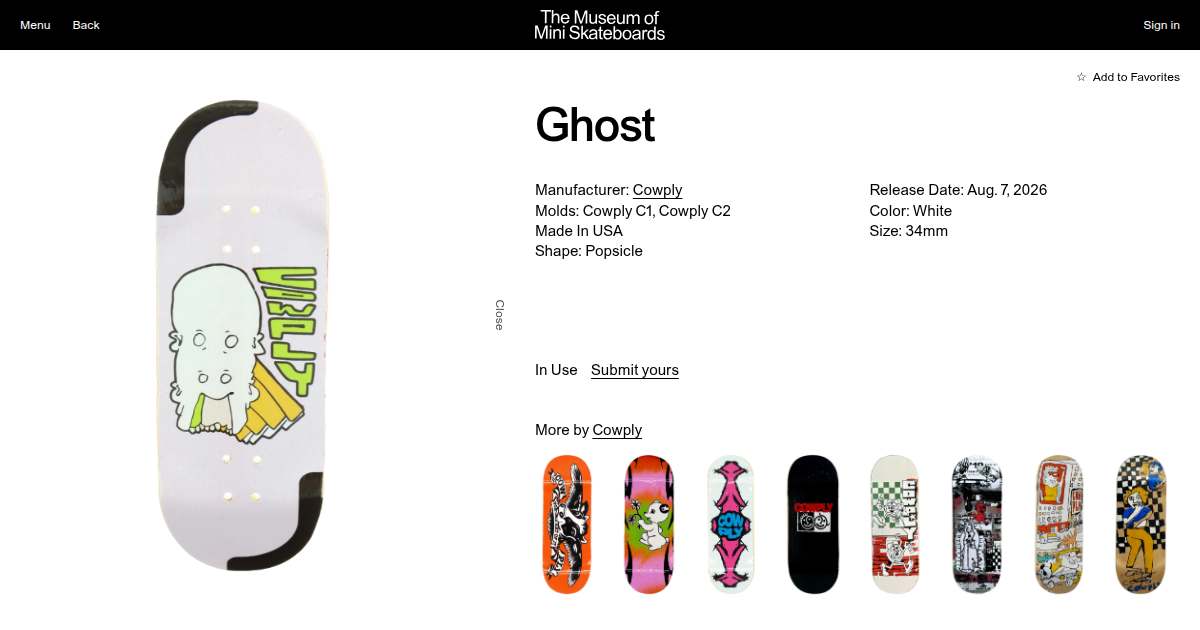 Menu
Back
The Museum of
Mini Skateboards
Sign in
☆ Add to Favorites
Ghost
Manufacturer: Cowply
Molds: Cowply C1, Cowply C2
Made In USA
Shape: Popsicle
Release Date: Aug. 7, 2026
Color: White
Size: 34mm
Close
In Use Submit yours
More by Cowply
COW
PLY
COWPLY